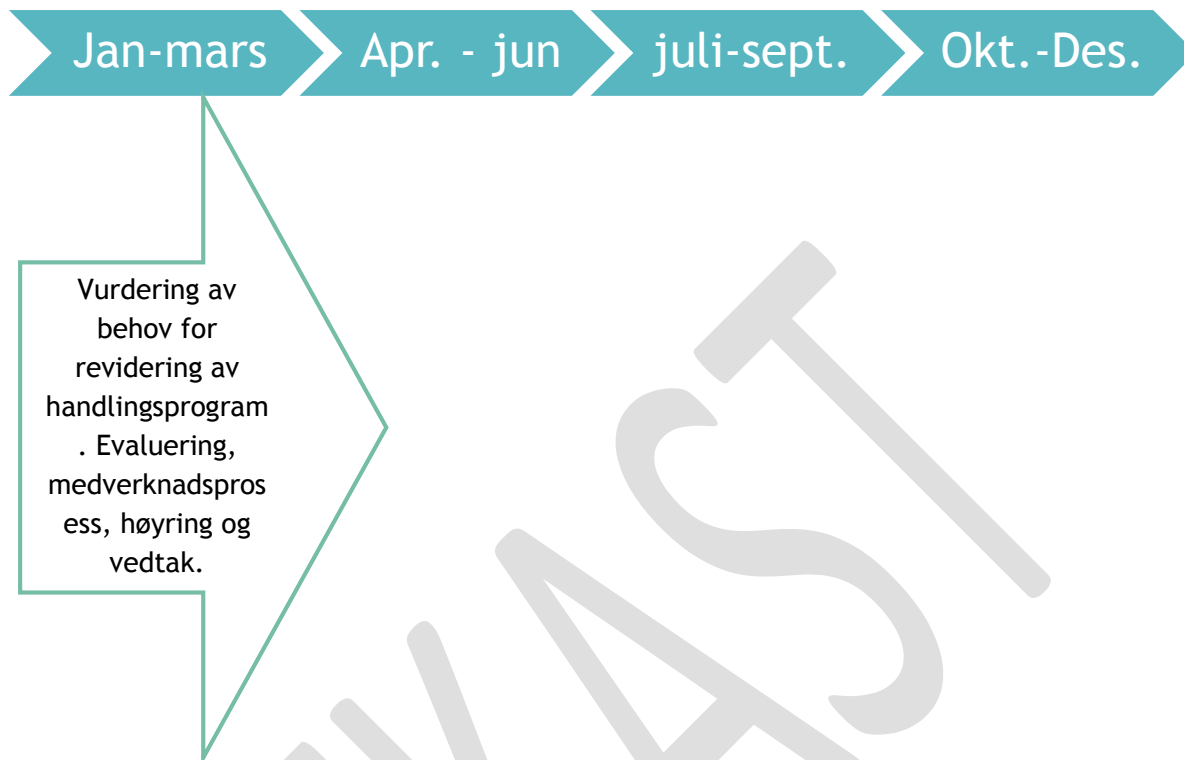 Jan-mars
Apr. - jun
juli-sept.
Okt.-Des.
Vurdering av
behov for
revidering av
handlingsprogram
. Evaluering,
medverknadspros
ess, høyring og
vedtak.